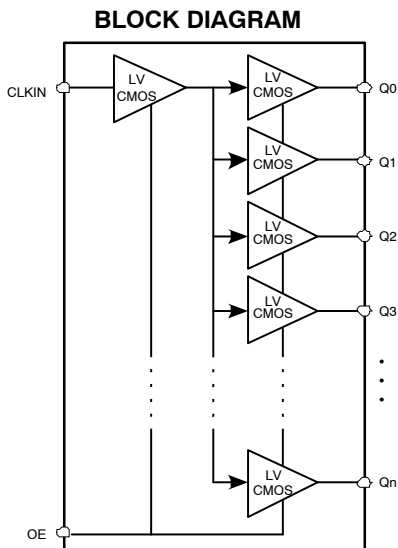 BLOCK DIAGRAM
CLKIN
LV
CMOS
LV
CMOS
Q0
LV
CMOS
Q1
LV
CMOS
Q2
LV
CMOS
Q3
LV
CMOS
Qn
OE